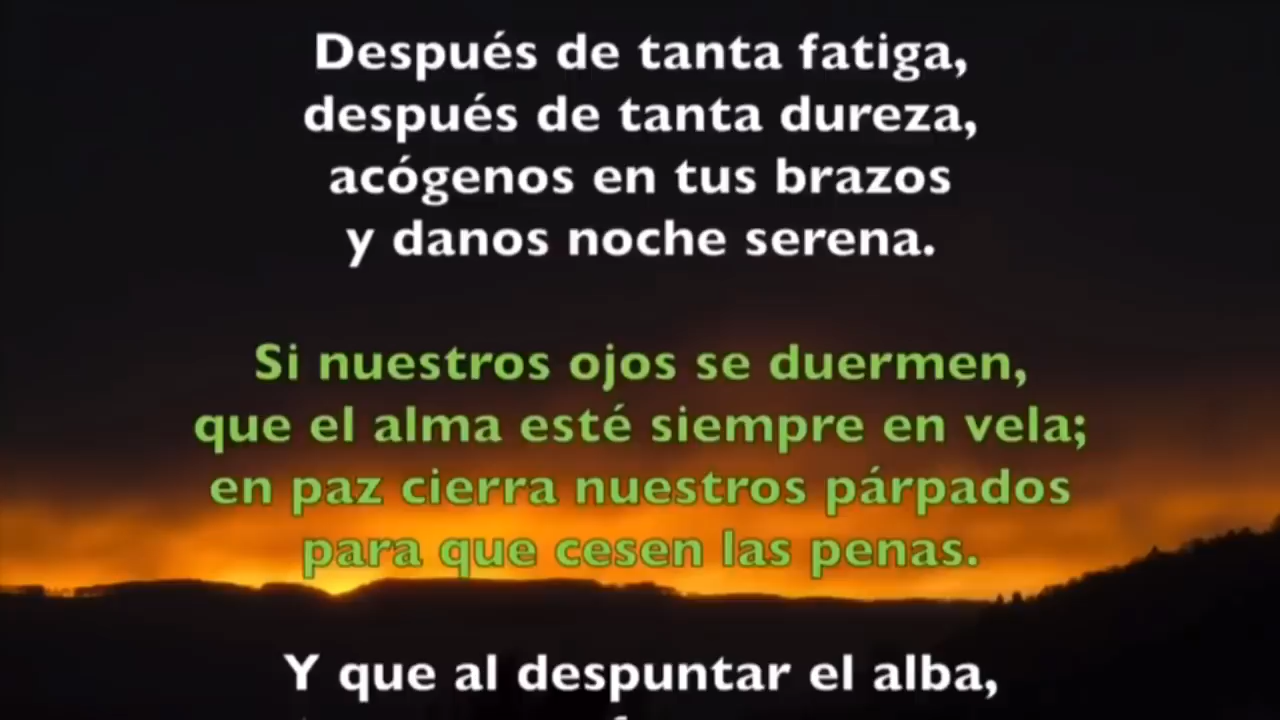 Después de tanta fatiga,
después de tanta dureza,
acógenos en tus brazos
y danos noche serena.
Si nuestros ojos se duermen,
que el alma esté siempre en vela;
en paz cierra nuestros párpados
para que cesen las penas.
Y que al despuntar el alba,